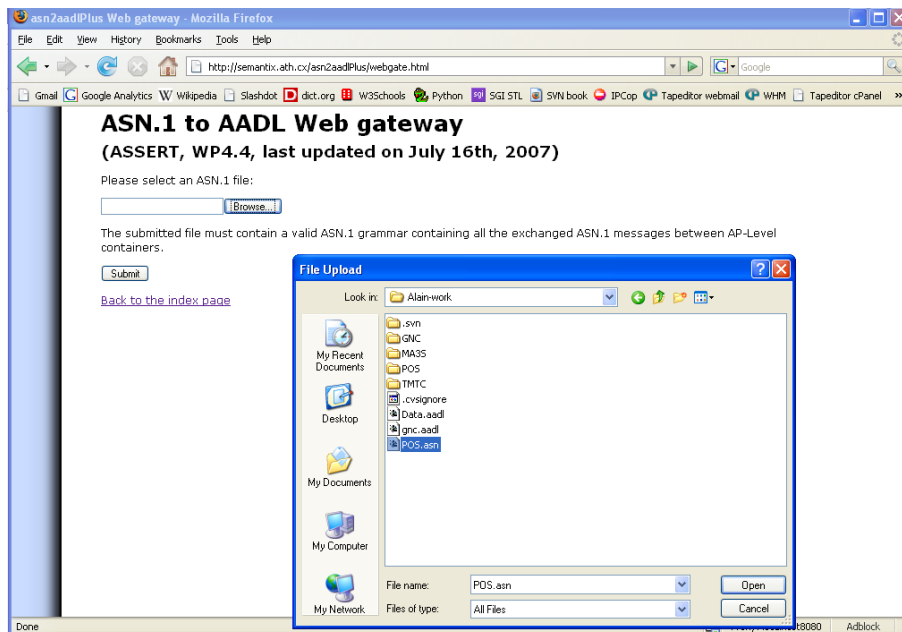 asn2aadlPlus Web gateway - Mozilla Firefox
File Edit View History Bookmarks Tools Help
http://semantix.ath.cx/asn2aadlPlus/webgate.html
G Google
Gmail Google Analytics W Wikipedia Slashdot D dict.org W3Schools Python sgi SGI STL SVN book IPCop Tapeditor webmail WHM Tapeditor cPanel »
ASN.1 to AADL Web gateway
(ASSERT, WP4.4, last updated on July 16th, 2007)
Please select an ASN.1 file:
Browse...
The submitted file must contain a valid ASN.1 grammar containing all the exchanged ASN.1 messages between AP-Level
containers.
Submit
Back to the index page
File Upload
Look in: Alain-work
.svn
GNC
MA3S
POS
TMTC
.cvsignore
Data.aadl
gnc.aadl
POS.asn
My Recent
Documents
Desktop
My Documents
My Computer
My Network
File name: POS.asn Open
Files of type: All Files Cancel
Done
8080 Adblock